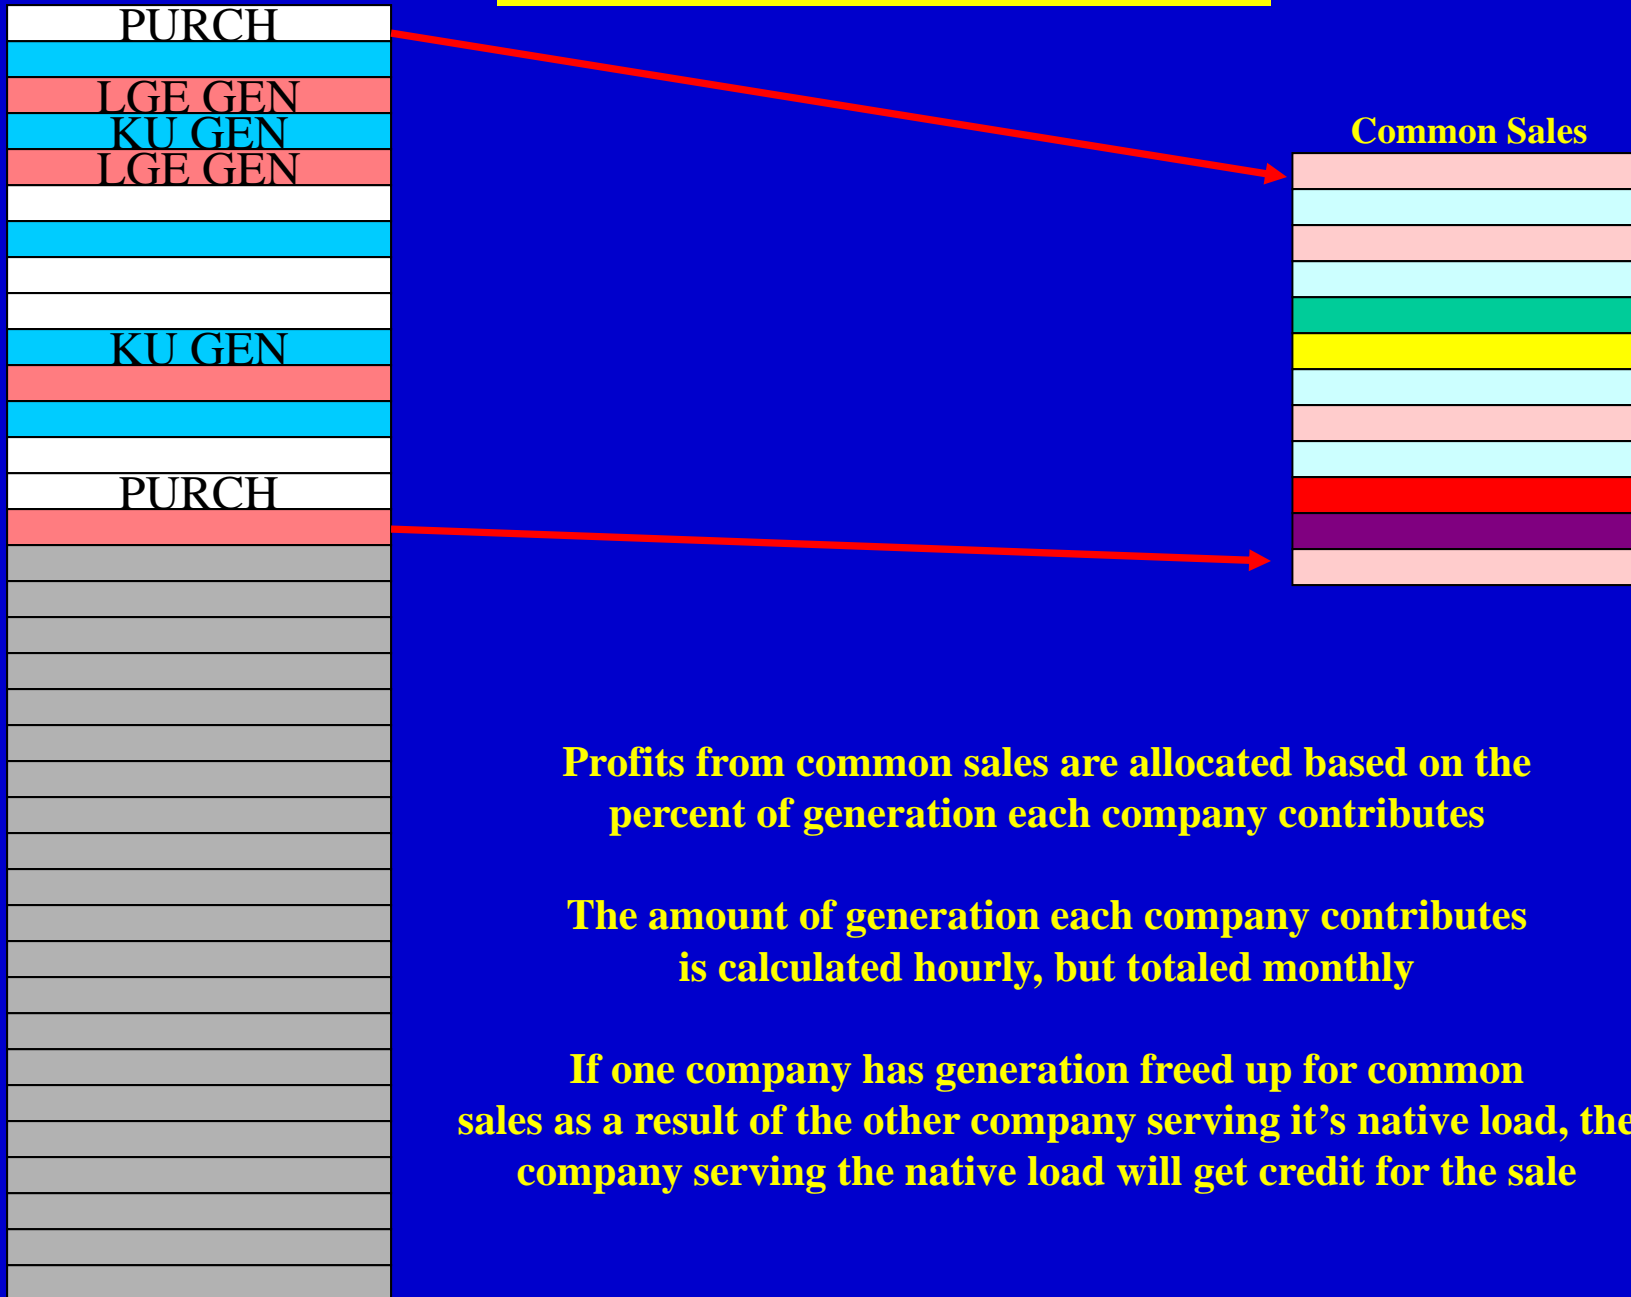 PURCH
LGE GEN
KU GEN
LGE GEN
KU GEN
PURCH
Common Sales
Profits from common sales are allocated based on the
percent of generation each company contributes
The amount of generation each company contributes
is calculated hourly, but totaled monthly
If one company has generation freed up for common
sales as a result of the other company serving it’s native load, the
company serving the native load will get credit for the sale